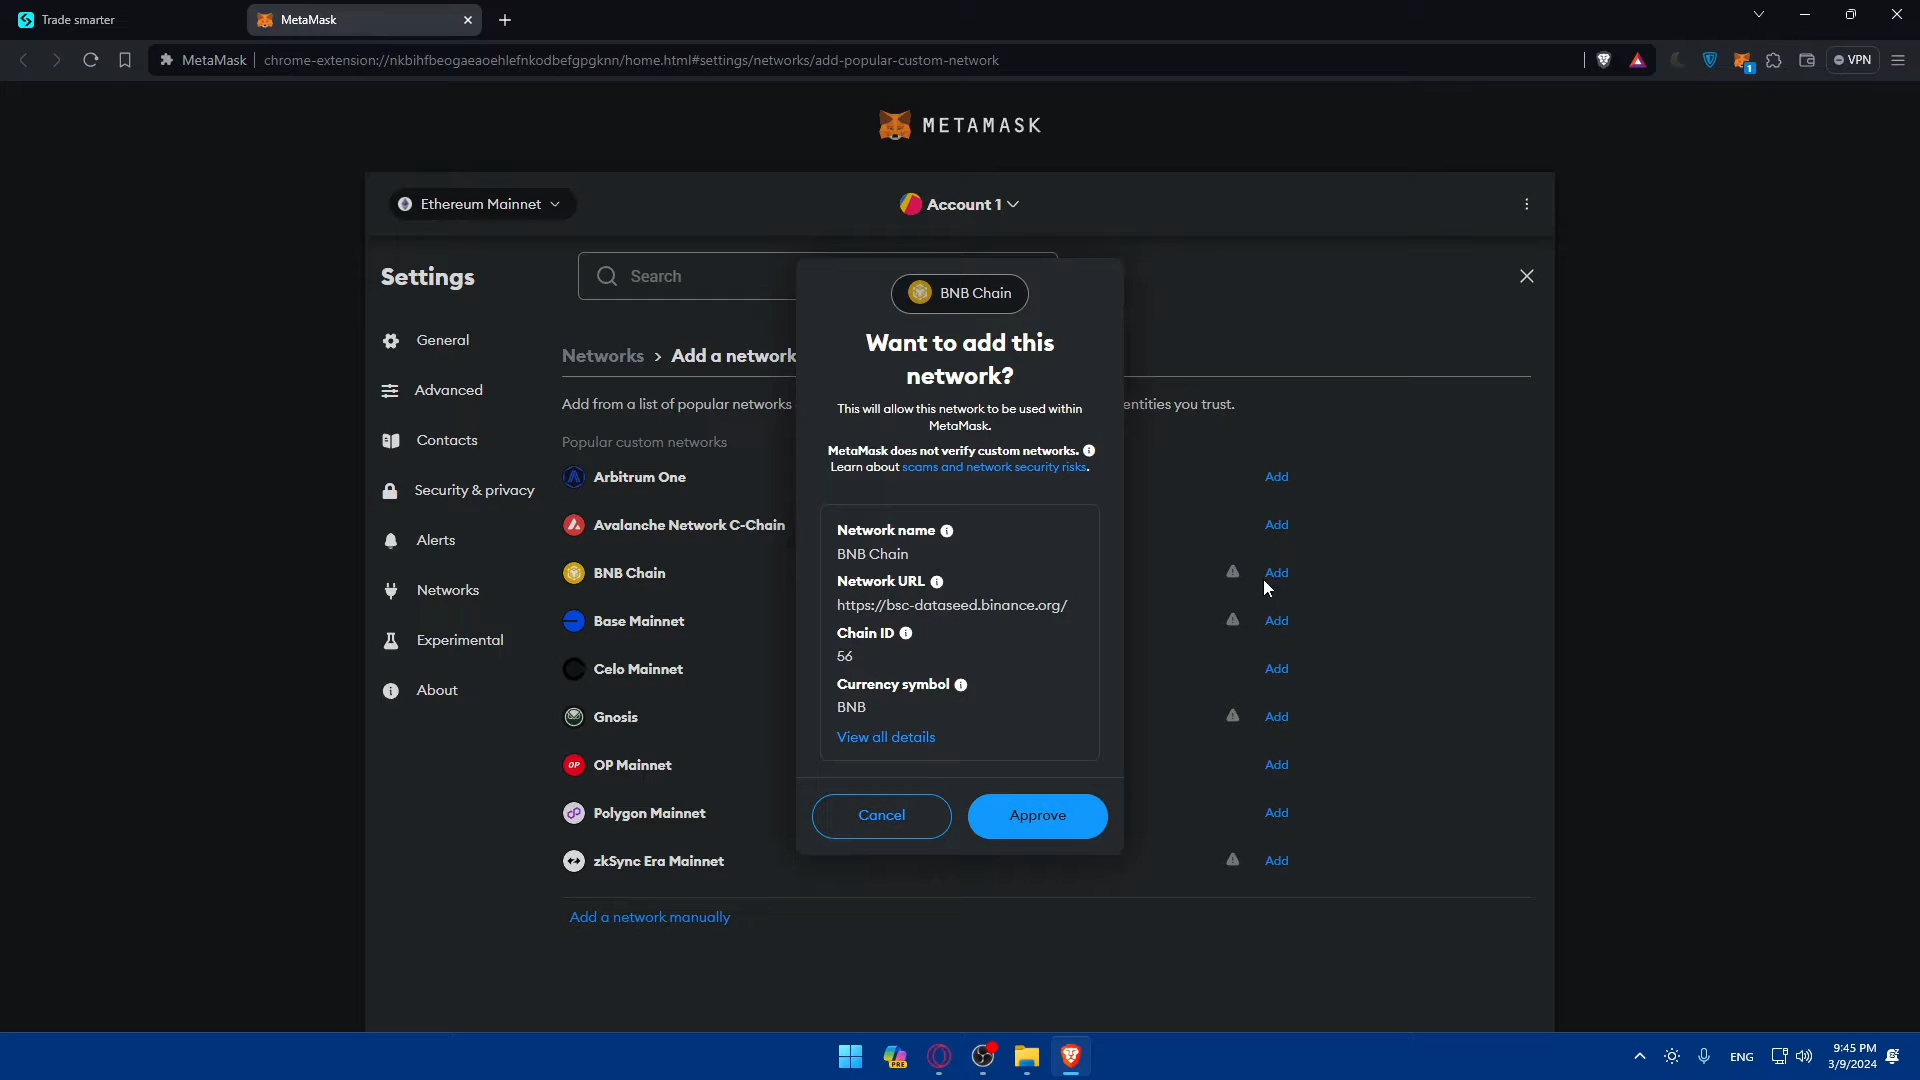 Trade smarter
MetaMask
MetaMask
chrome-extension://nkbihfbeogaeaoehlefnkodbefgpgknn/home.html#settings/networks/add-popular-custom-network
1
VPN
METAMASK
Ethereum Mainnet
Account 1
Settings
Search
General
Advanced
Contacts
Security & privacy
Alerts
Networks
Experimental
About
Networks > Add a network
Add from a list of popular networks
entities you trust.
Popular custom networks
Arbitrum One
Add
Avalanche Network C-Chain
Add
BNB Chain
Add
Base Mainnet
Add
Celo Mainnet
Add
Gnosis
Add
OP
OP Mainnet
Add
Polygon Mainnet
Add
zkSync Era Mainnet
Add
Add a network manually
BNB Chain
Want to add this
network?
This will allow this network to be used within
MetaMask.
MetaMask does not verify custom networks.
Learn about scams and network security risks.
Network name
BNB Chain
Network URL
https://bsc-dataseed.binance.org/
Chain ID
56
Currency symbol
BNB
View all details
Cancel
Approve
PRE
ENG
9:45 PM
3/9/2024